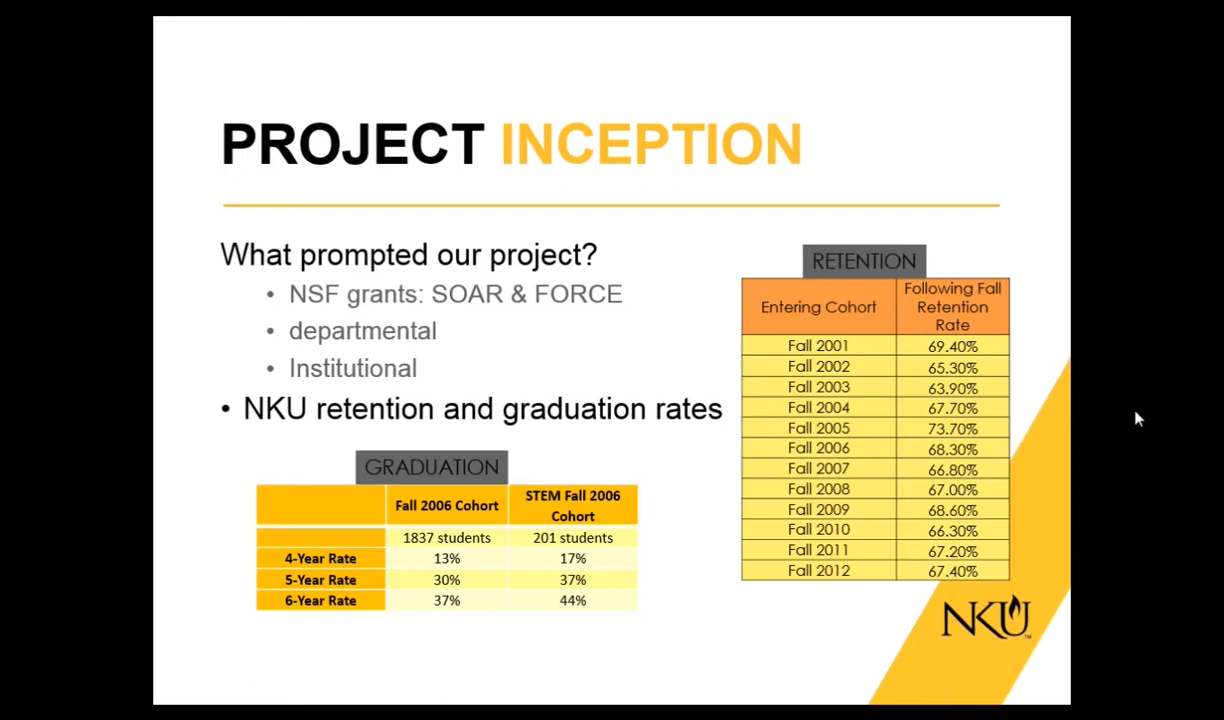 PROJECT INCEPTION
What prompted our project?
• NSF grants: SOAR & FORCE
• departmental
• Institutional
• NKU retention and graduation rates
GRADUATION
Fall 2006 Cohort STEM Fall 2006 Cohort
1837 students 201 students
4-Year Rate 13% 17%
5-Year Rate 30% 37%
6-Year Rate 37% 44%
RETENTION
Entering Cohort Following Fall Retention Rate
Fall 2001 69.40%
Fall 2002 65.30%
Fall 2003 63.90%
Fall 2004 67.70%
Fall 2005 73.70%
Fall 2006 68.30%
Fall 2007 66.80%
Fall 2008 67.00%
Fall 2009 68.60%
Fall 2010 66.30%
Fall 2011 67.20%
Fall 2012 67.40%
NKU